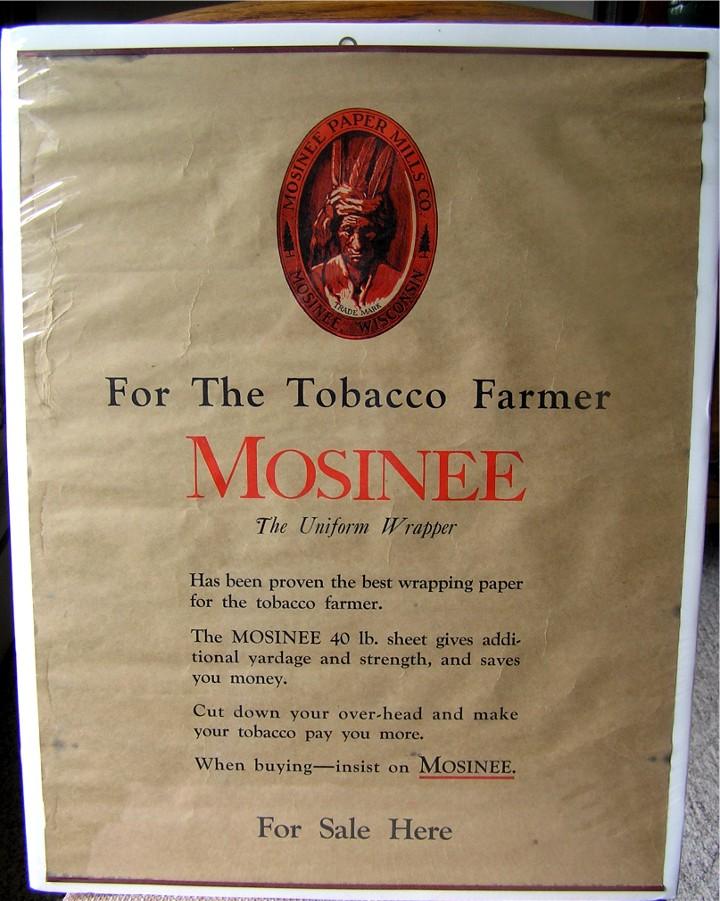 MOSINEE PAPER MILLS CO.
TRADE MARK
MOSINEE, WISCONSIN
For The Tobacco Farmer
MOSINEE
The Uniform Wrapper
Has been proven the best wrapping paper
for the tobacco farmer.
The MOSINEE 40 lb. sheet gives addi-
tional yardage and strength, and saves
you money.
Cut down your over-head and make
your tobacco pay you more.
When buying—insist on MOSINEE.
For Sale Here